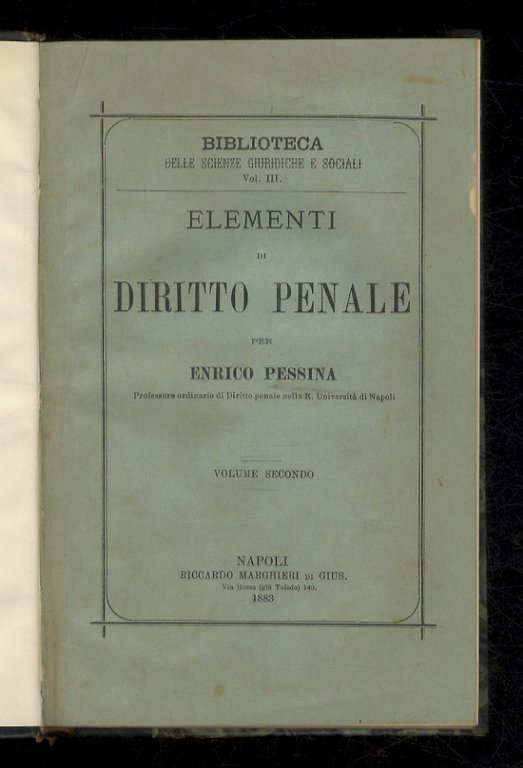 BIBLIOTECA
DELLE SCIENZE GIURIDICHE E SOCIALI
Vol. III.
ELEMENTI
DI
DIRITTO PENALE
PER
ENRICO PESSINA
Professore ordinario di Diritto penale nella R. Università di Napoli
VOLUME SECONDO
NAPOLI
RICCARDO MARGHIERI DI GIUS.
Via Roma (già Toledo) 140.
1883